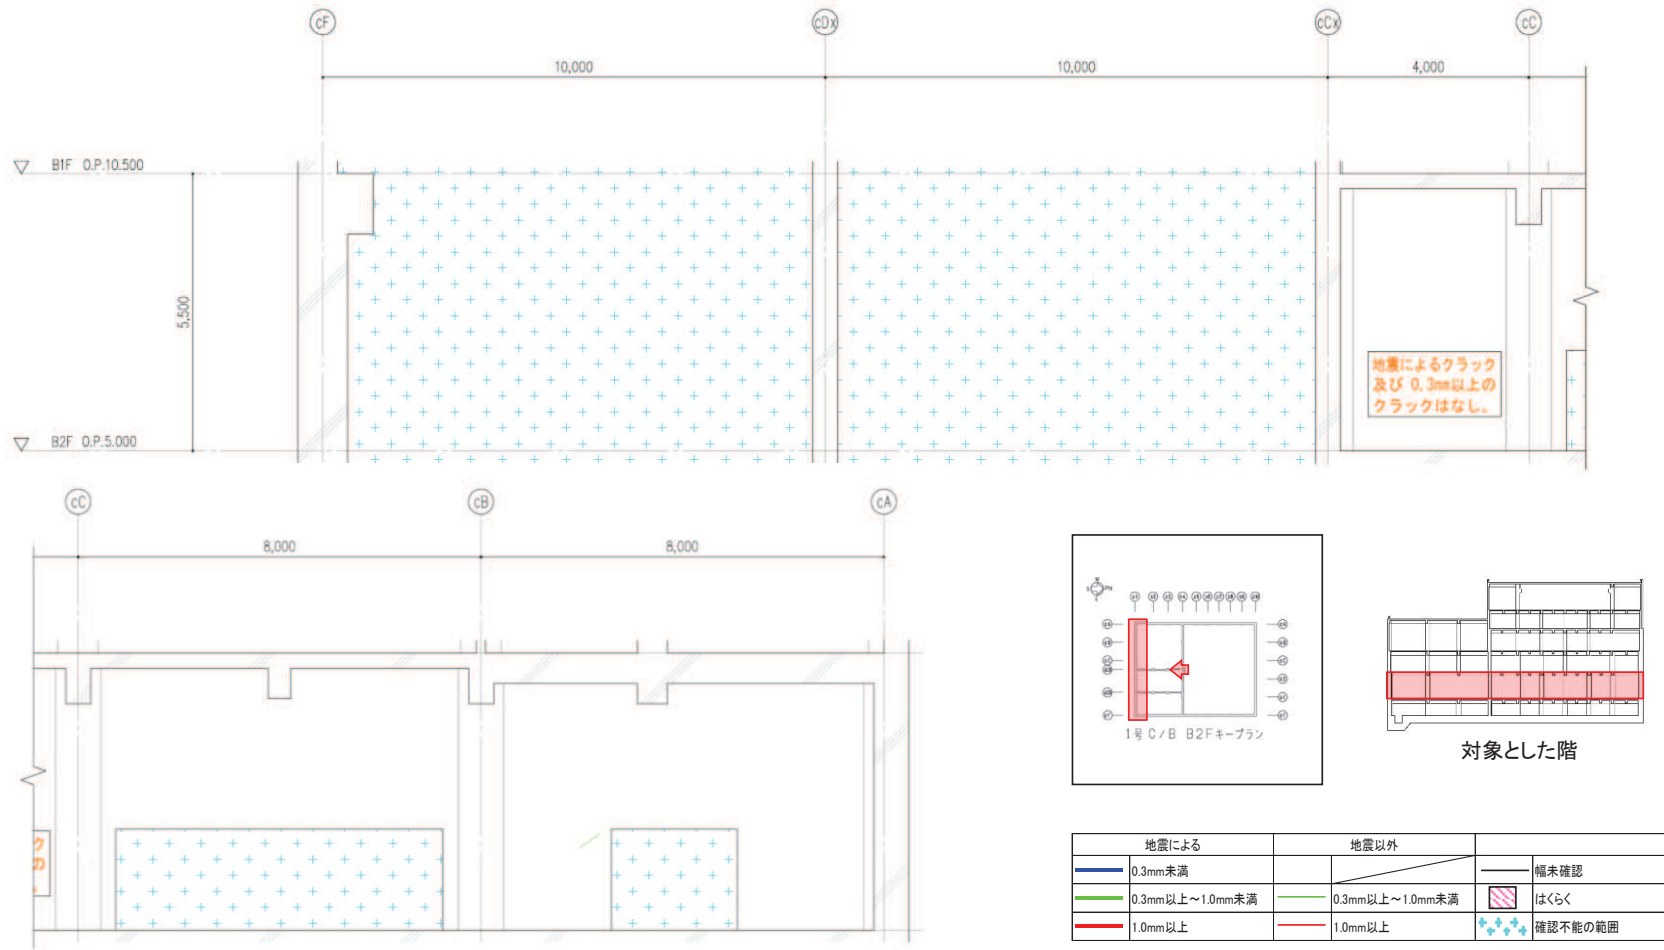 cF
cDx
cCx
cC
10,000
10,000
4,000
B1F O.P.10.500
5,500
B2F O.P.5.000
地震によるクラック
及び 0.3mm以上の
クラックはなし。
cC
cB
cA
8,000
8,000
ク
の
1号 C/B B2Fキープラン
対象とした階
地震による
地震以外
0.3mm未満
幅未確認
0.3mm以上～1.0mm未満
0.3mm以上～1.0mm未満
はくらく
1.0mm以上
1.0mm以上
確認不能の範囲